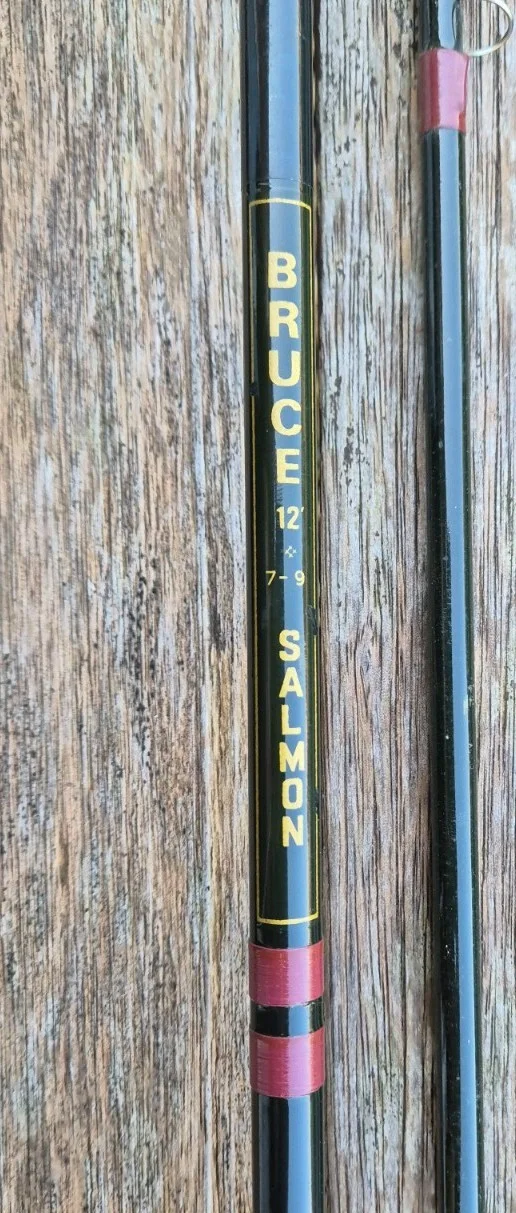 BRUCE
12'
7-9
SALMON